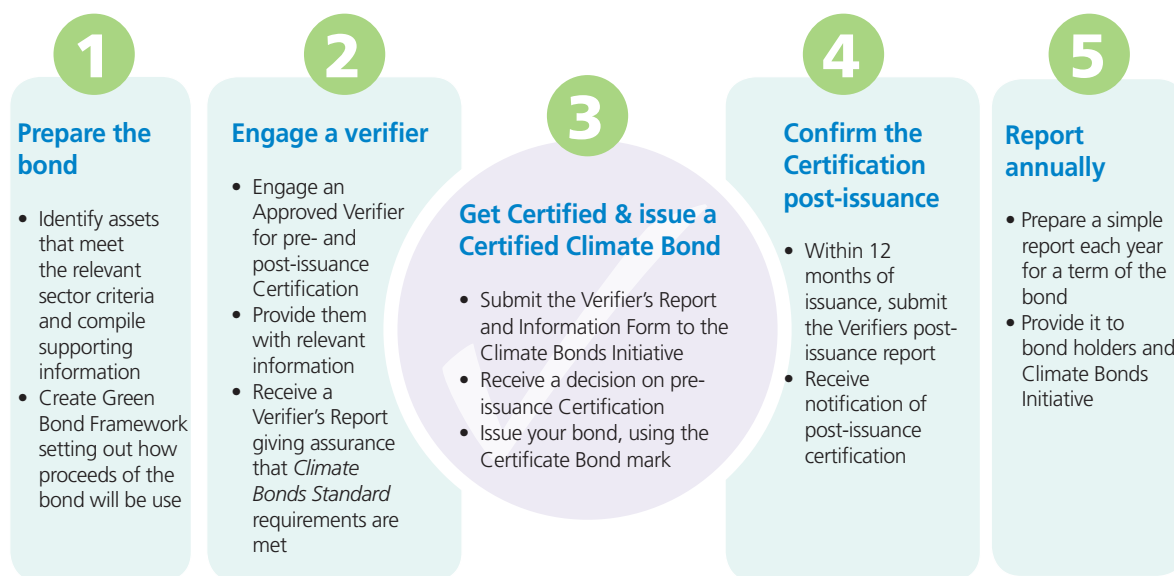 1
Prepare the
bond
• Identify assets
that meet
the relevant
sector criteria
and compile
supporting
information
• Create Green
Bond Framework
setting out how
proceeds of the
bond will be use
2
Engage a verifier
• Engage an
Approved Verifier
for pre- and
post-issuance
Certification
• Provide them
with relevant
information
• Receive a
Verifier's Report
giving assurance
that Climate
Bonds Standard
requirements are
met
3
Get Certified & issue a
Certified Climate Bond
• Submit the Verifier's Report
and Information Form to the
Climate Bonds Initiative
• Receive a decision on pre-
issuance Certification
• Issue your bond, using the
Certificate Bond mark
4
Confirm the
Certification
post-issuance
• Within 12
months of
issuance, submit
the Verifiers post-
issuance report
• Receive
notification of
post-issuance
certification
5
Report
annually
• Prepare a simple
report each year
for a term of the
bond
• Provide it to
bond holders and
Climate Bonds
Initiative